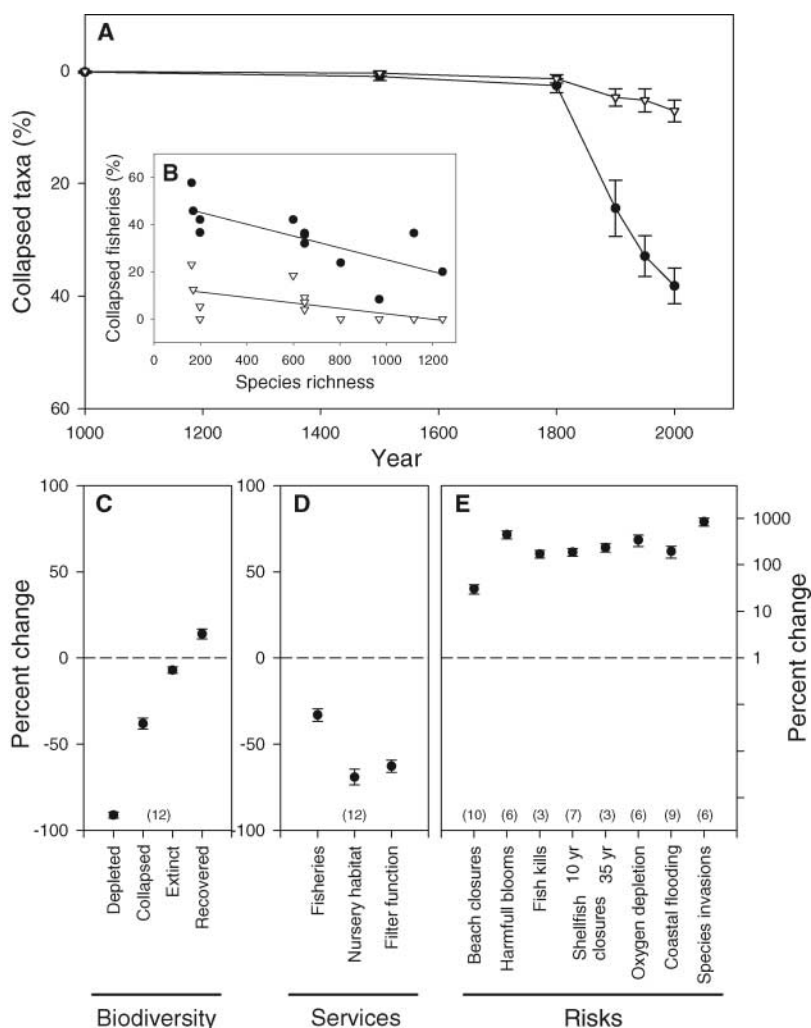 A
0
20
40
60
Collapsed taxa (%)
1000
1200
1400
1600
1800
2000
Year
B
60
40
20
0
Collapsed fisheries (%)
0
200
400
600
800
1000
1200
Species richness
C
100
50
0
-50
-100
Percent change
(12)
Depleted
Collapsed
Extinct
Recovered
Biodiversity
D
100
50
0
-50
-100
(12)
Fisheries
Nursery habitat
Filter function
Services
E
1000
100
10
1
Percent change
(10)
(6)
(3)
(7)
(3)
(6)
(9)
(6)
Beach closures
Harmfull blooms
Fish kills
Shellfish 10 yr
closures 35 yr
Oxygen depletion
Coastal flooding
Species invasions
Risks